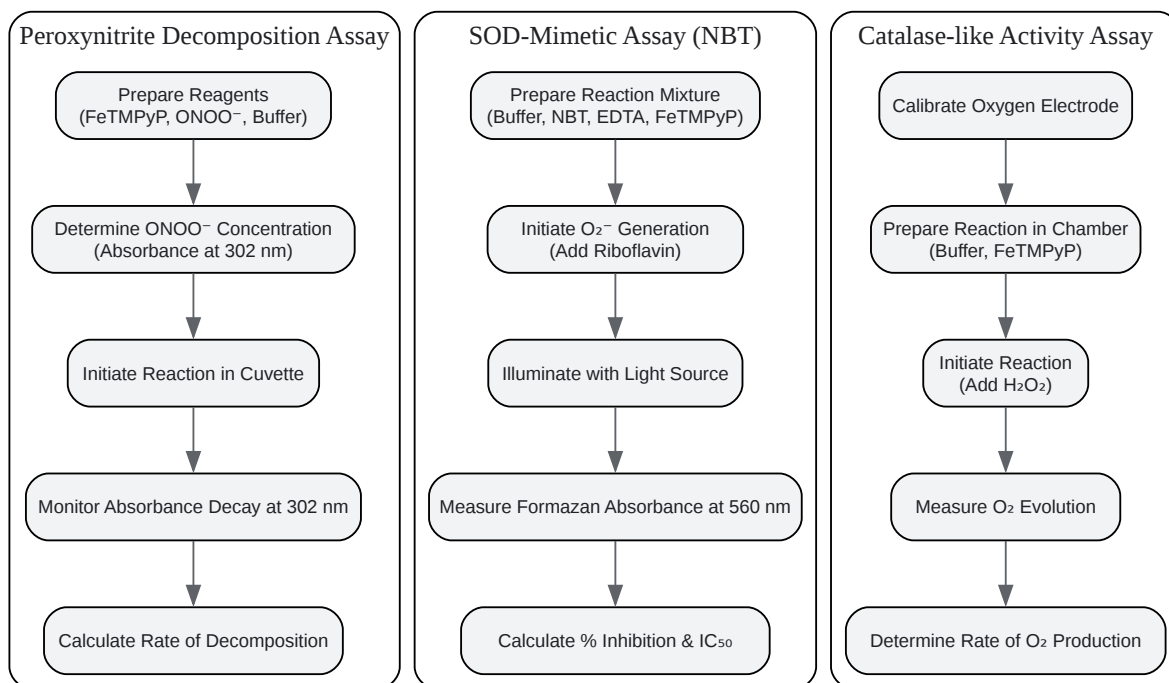 Peroxynitrite Decomposition Assay
Prepare Reagents
(FeTMPyP, ONOO⁻, Buffer)
Determine ONOO⁻ Concentration
(Absorbance at 302 nm)
Initiate Reaction in Cuvette
Monitor Absorbance Decay at 302 nm
Calculate Rate of Decomposition
SOD-Mimetic Assay (NBT)
Prepare Reaction Mixture
(Buffer, NBT, EDTA, FeTMPyP)
Initiate O₂⁻ Generation
(Add Riboflavin)
Illuminate with Light Source
Measure Formazan Absorbance at 560 nm
Calculate % Inhibition & IC₅₀
Catalase-like Activity Assay
Calibrate Oxygen Electrode
Prepare Reaction in Chamber
(Buffer, FeTMPyP)
Initiate Reaction
(Add H₂O₂)
Measure O₂ Evolution
Determine Rate of O₂ Production